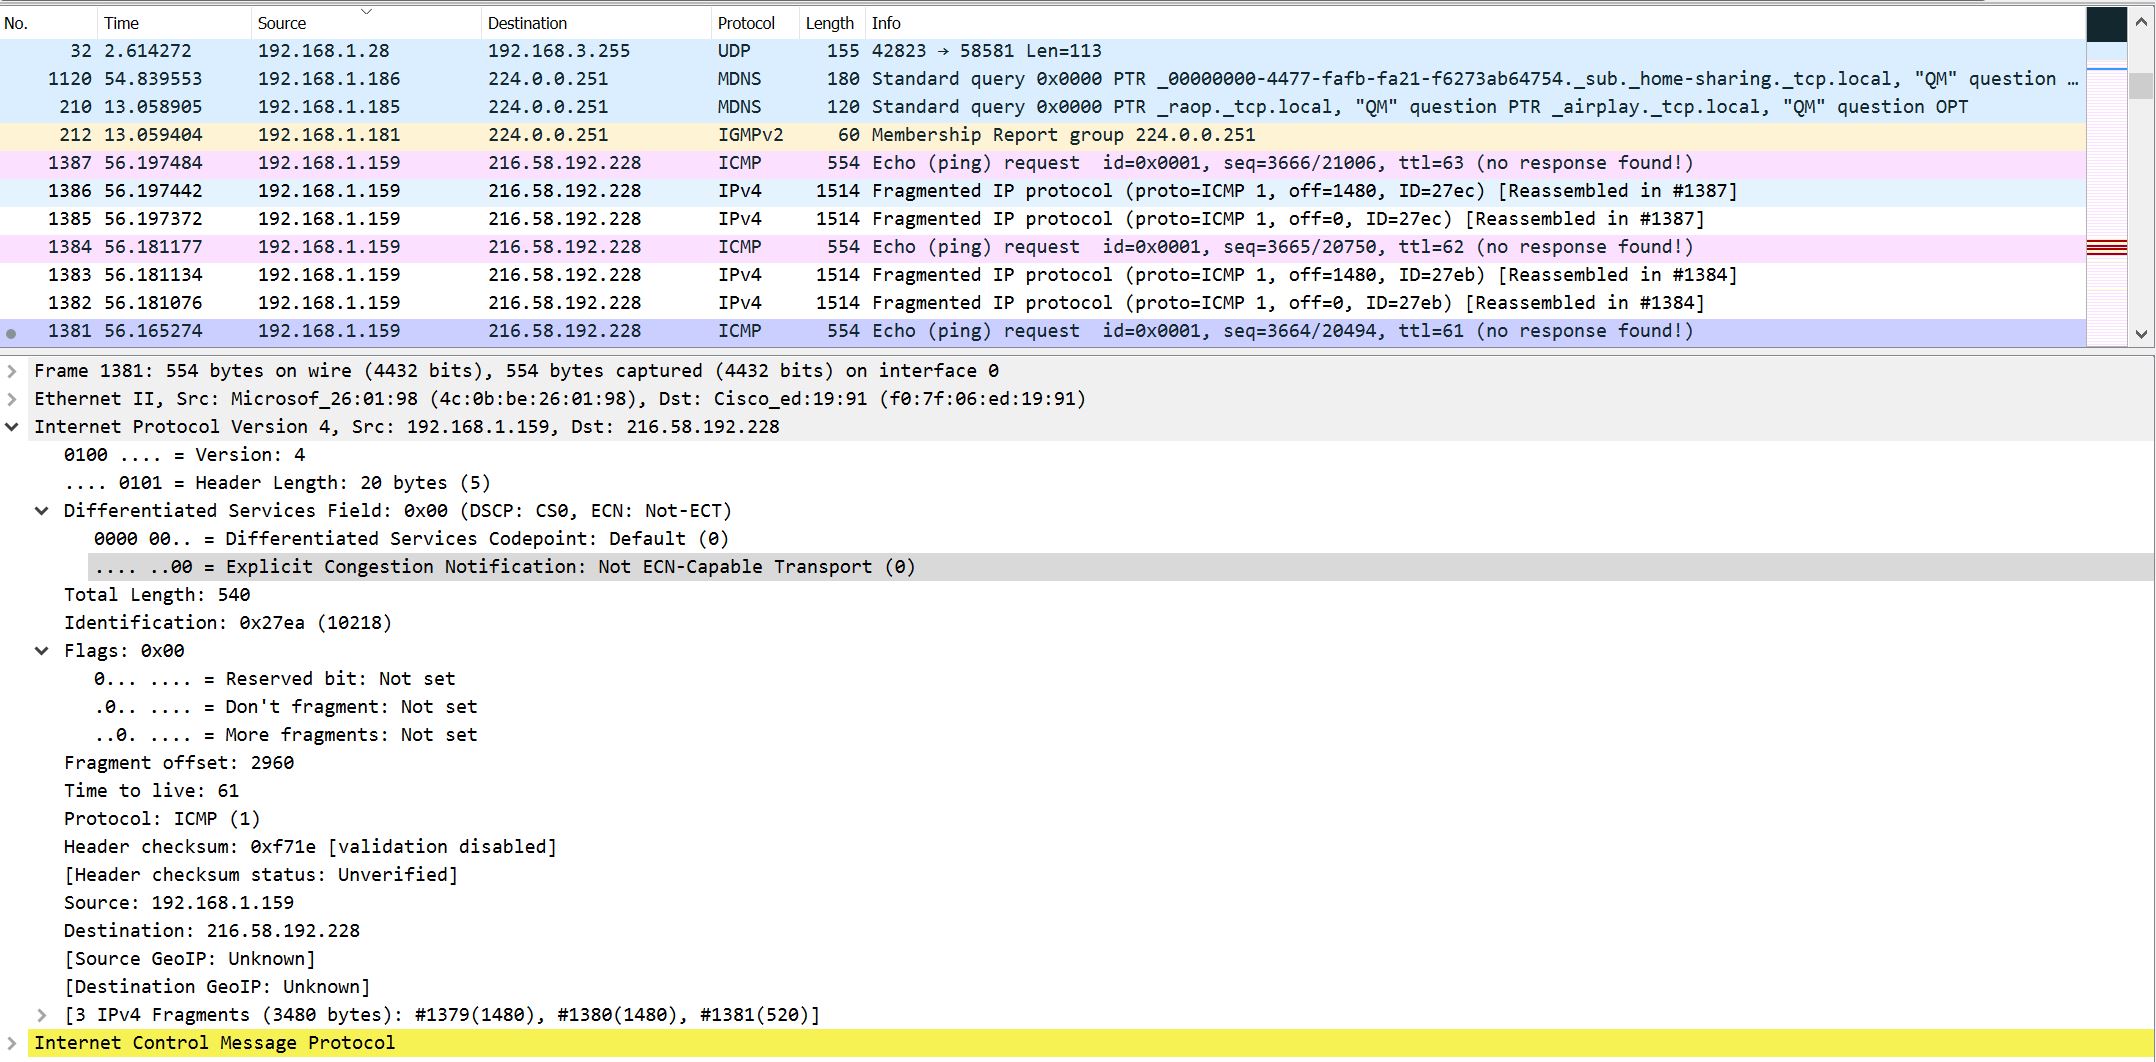 No. Time Source Destination Protocol Length Info
32 2.614272 192.168.1.28 192.168.3.255 UDP 155 42823 → 58581 Len=113
1120 54.839553 192.168.1.186 224.0.0.251 MDNS 180 Standard query 0x0000 PTR _00000000-4477-fafb-fa21-f6273ab64754._sub._home-sharing._tcp.local, "QM" question …
210 13.058905 192.168.1.185 224.0.0.251 MDNS 120 Standard query 0x0000 PTR _raop._tcp.local, "QM" question PTR _airplay._tcp.local, "QM" question OPT
212 13.059404 192.168.1.181 224.0.0.251 IGMPv2 60 Membership Report group 224.0.0.251
1387 56.197484 192.168.1.159 216.58.192.228 ICMP 554 Echo (ping) request id=0x0001, seq=3666/21006, ttl=63 (no response found!)
1386 56.197442 192.168.1.159 216.58.192.228 IPv4 1514 Fragmented IP protocol (proto=ICMP 1, off=1480, ID=27ec) [Reassembled in #1387]
1385 56.197372 192.168.1.159 216.58.192.228 IPv4 1514 Fragmented IP protocol (proto=ICMP 1, off=0, ID=27ec) [Reassembled in #1387]
1384 56.181177 192.168.1.159 216.58.192.228 ICMP 554 Echo (ping) request id=0x0001, seq=3665/20750, ttl=62 (no response found!)
1383 56.181134 192.168.1.159 216.58.192.228 IPv4 1514 Fragmented IP protocol (proto=ICMP 1, off=1480, ID=27eb) [Reassembled in #1384]
1382 56.181076 192.168.1.159 216.58.192.228 IPv4 1514 Fragmented IP protocol (proto=ICMP 1, off=0, ID=27eb) [Reassembled in #1384]
1381 56.165274 192.168.1.159 216.58.192.228 ICMP 554 Echo (ping) request id=0x0001, seq=3664/20494, ttl=61 (no response found!)
Frame 1381: 554 bytes on wire (4432 bits), 554 bytes captured (4432 bits) on interface 0
Ethernet II, Src: Microsof_26:01:98 (4c:0b:be:26:01:98), Dst: Cisco_ed:19:91 (f0:7f:06:ed:19:91)
Internet Protocol Version 4, Src: 192.168.1.159, Dst: 216.58.192.228
0100 .... = Version: 4
.... 0101 = Header Length: 20 bytes (5)
Differentiated Services Field: 0x00 (DSCP: CS0, ECN: Not-ECT)
0000 00.. = Differentiated Services Codepoint: Default (0)
.... ..00 = Explicit Congestion Notification: Not ECN-Capable Transport (0)
Total Length: 540
Identification: 0x27ea (10218)
Flags: 0x00
0... .... = Reserved bit: Not set
.0.. .... = Don't fragment: Not set
..0. .... = More fragments: Not set
Fragment offset: 2960
Time to live: 61
Protocol: ICMP (1)
Header checksum: 0xf71e [validation disabled]
[Header checksum status: Unverified]
Source: 192.168.1.159
Destination: 216.58.192.228
[Source GeoIP: Unknown]
[Destination GeoIP: Unknown]
[3 IPv4 Fragments (3480 bytes): #1379(1480), #1380(1480), #1381(520)]
Internet Control Message Protocol